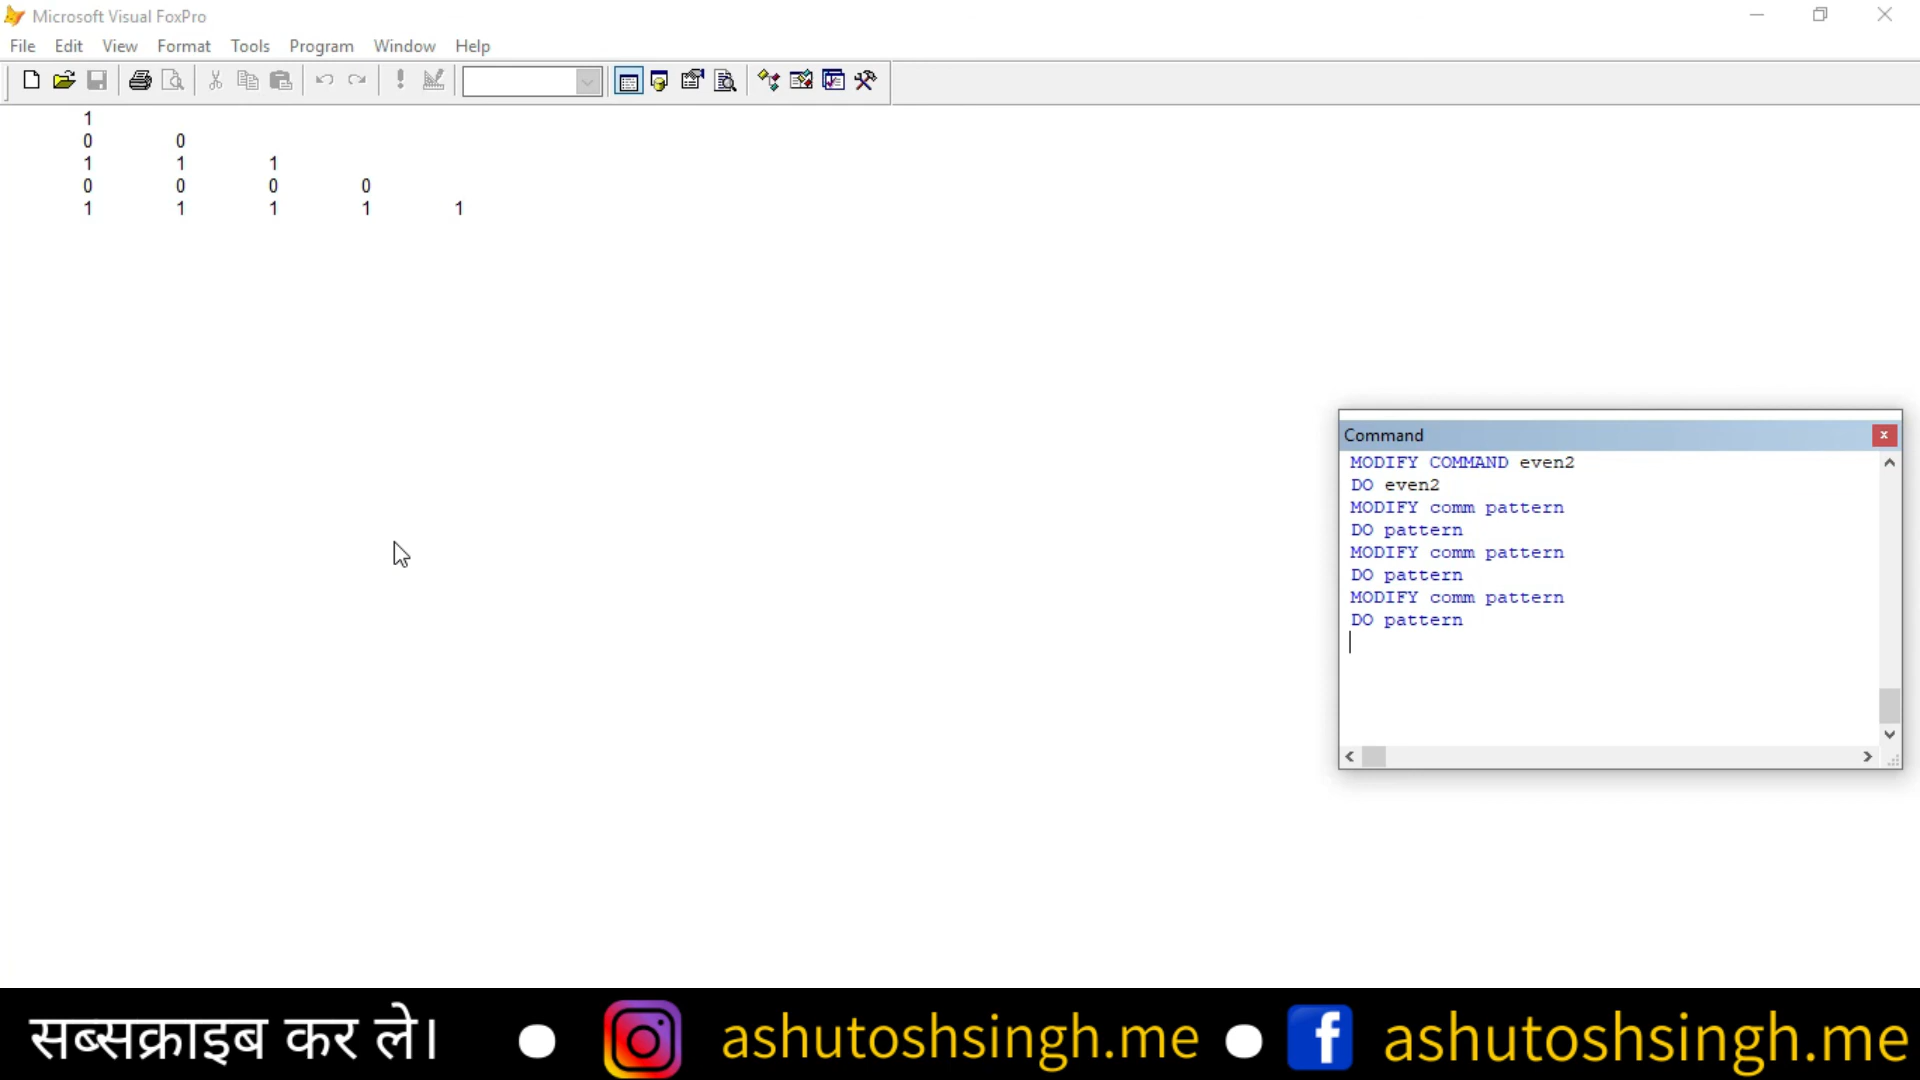 Microsoft Visual FoxPro
File Edit View Format Tools Program Window Help
1
0 0
1 1 1
0 0 0 0
1 1 1 1 1
Command
MODIFY COMMAND even2
DO even2
MODIFY comm pattern
DO pattern
MODIFY comm pattern
DO pattern
MODIFY comm pattern
DO pattern
सब्सक्राइब कर ले। ashutoshsingh.me ashutoshsingh.me